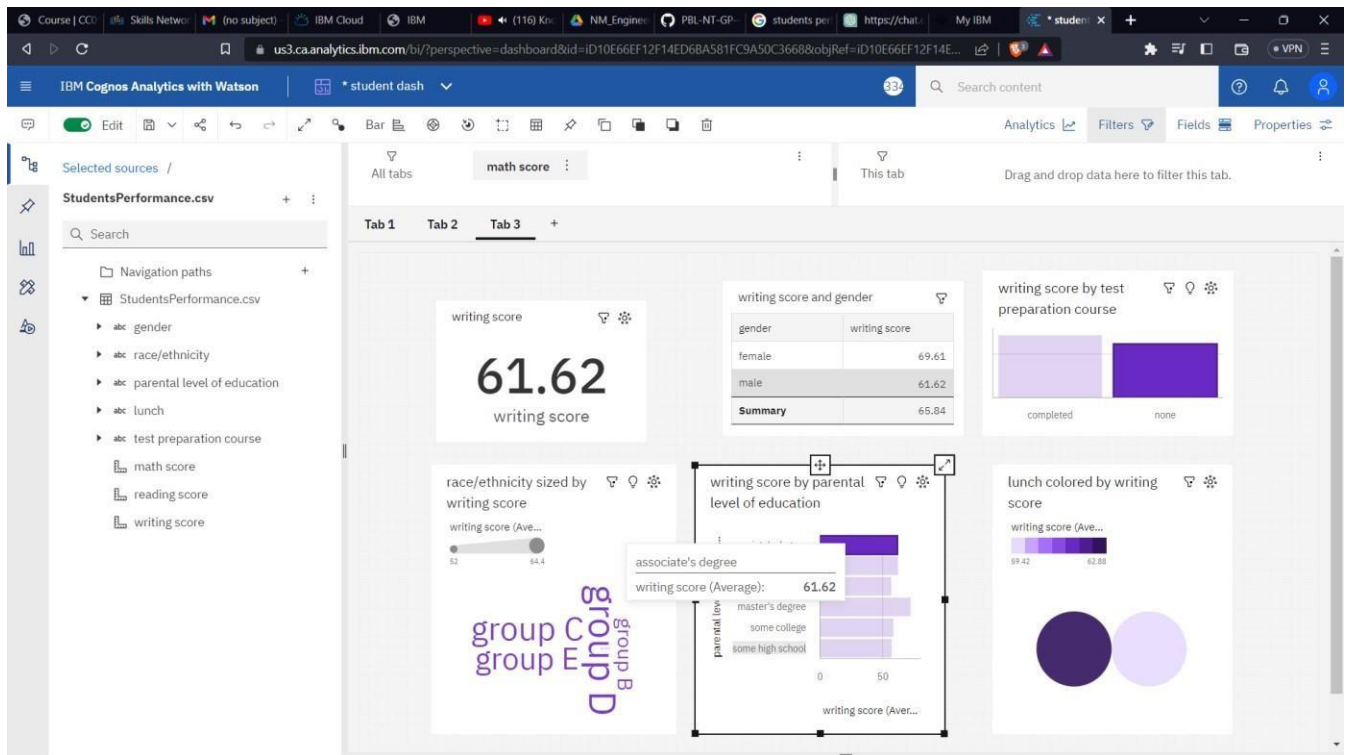 Course | CC0
Skills Networ
(no subject)
IBM Cloud
IBM
(116) Kno
NM_Enginee
PBL-NT-GP-
students per
https://chat.
My IBM
* student
us3.ca.analytics.ibm.com/bi/?perspective=dashboard&id=iD10E66EF12F14ED6BA581FC9A50C3668&objRef=iD10E66EF12F14E...
VPN
IBM Cognos Analytics with Watson
* student dash
334
Search content
Edit
Bar
Analytics
Filters
Fields
Properties
Selected sources /
StudentsPerformance.csv
Search
Navigation paths
StudentsPerformance.csv
abc gender
abc race/ethnicity
abc parental level of education
abc lunch
abc test preparation course
math score
reading score
writing score
All tabs
math score
This tab
Drag and drop data here to filter this tab.
Tab 1
Tab 2
Tab 3
writing score
61.62
writing score
writing score and gender
gender writing score
female 69.61
male 61.62
Summary 65.84
writing score by test
preparation course
completed
none
race/ethnicity sized by
writing score
writing score (Ave...
52 64.4
group C
group E
group D
group B
writing score by parental
level of education
associate's degree
writing score (Average): 61.62
master's degree
some college
some high school
0 50
writing score (Aver...
lunch colored by writing
score
writing score (Ave...
59.42 62.88